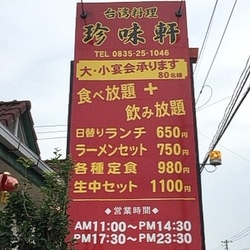 台湾料理
珍味軒
TEL 0835-25-1046
大・小宴会承ります
80名様
食べ放題 +
飲み放題
日替りランチ 650円
ラーメンセット 750円
各種定食 980円
生中セット 1100円
◆営業時間◆
AM11:00~PM14:30
PM17:30~PM23:30